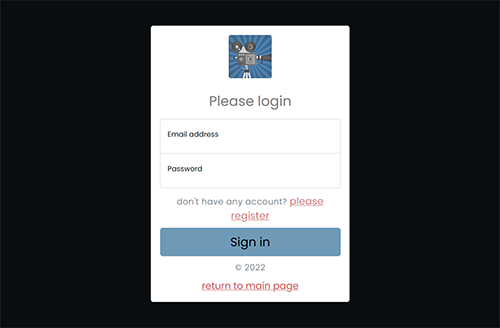 Please login
Email address
Password
don't have any account? please
register
Sign in
© 2022
return to main page